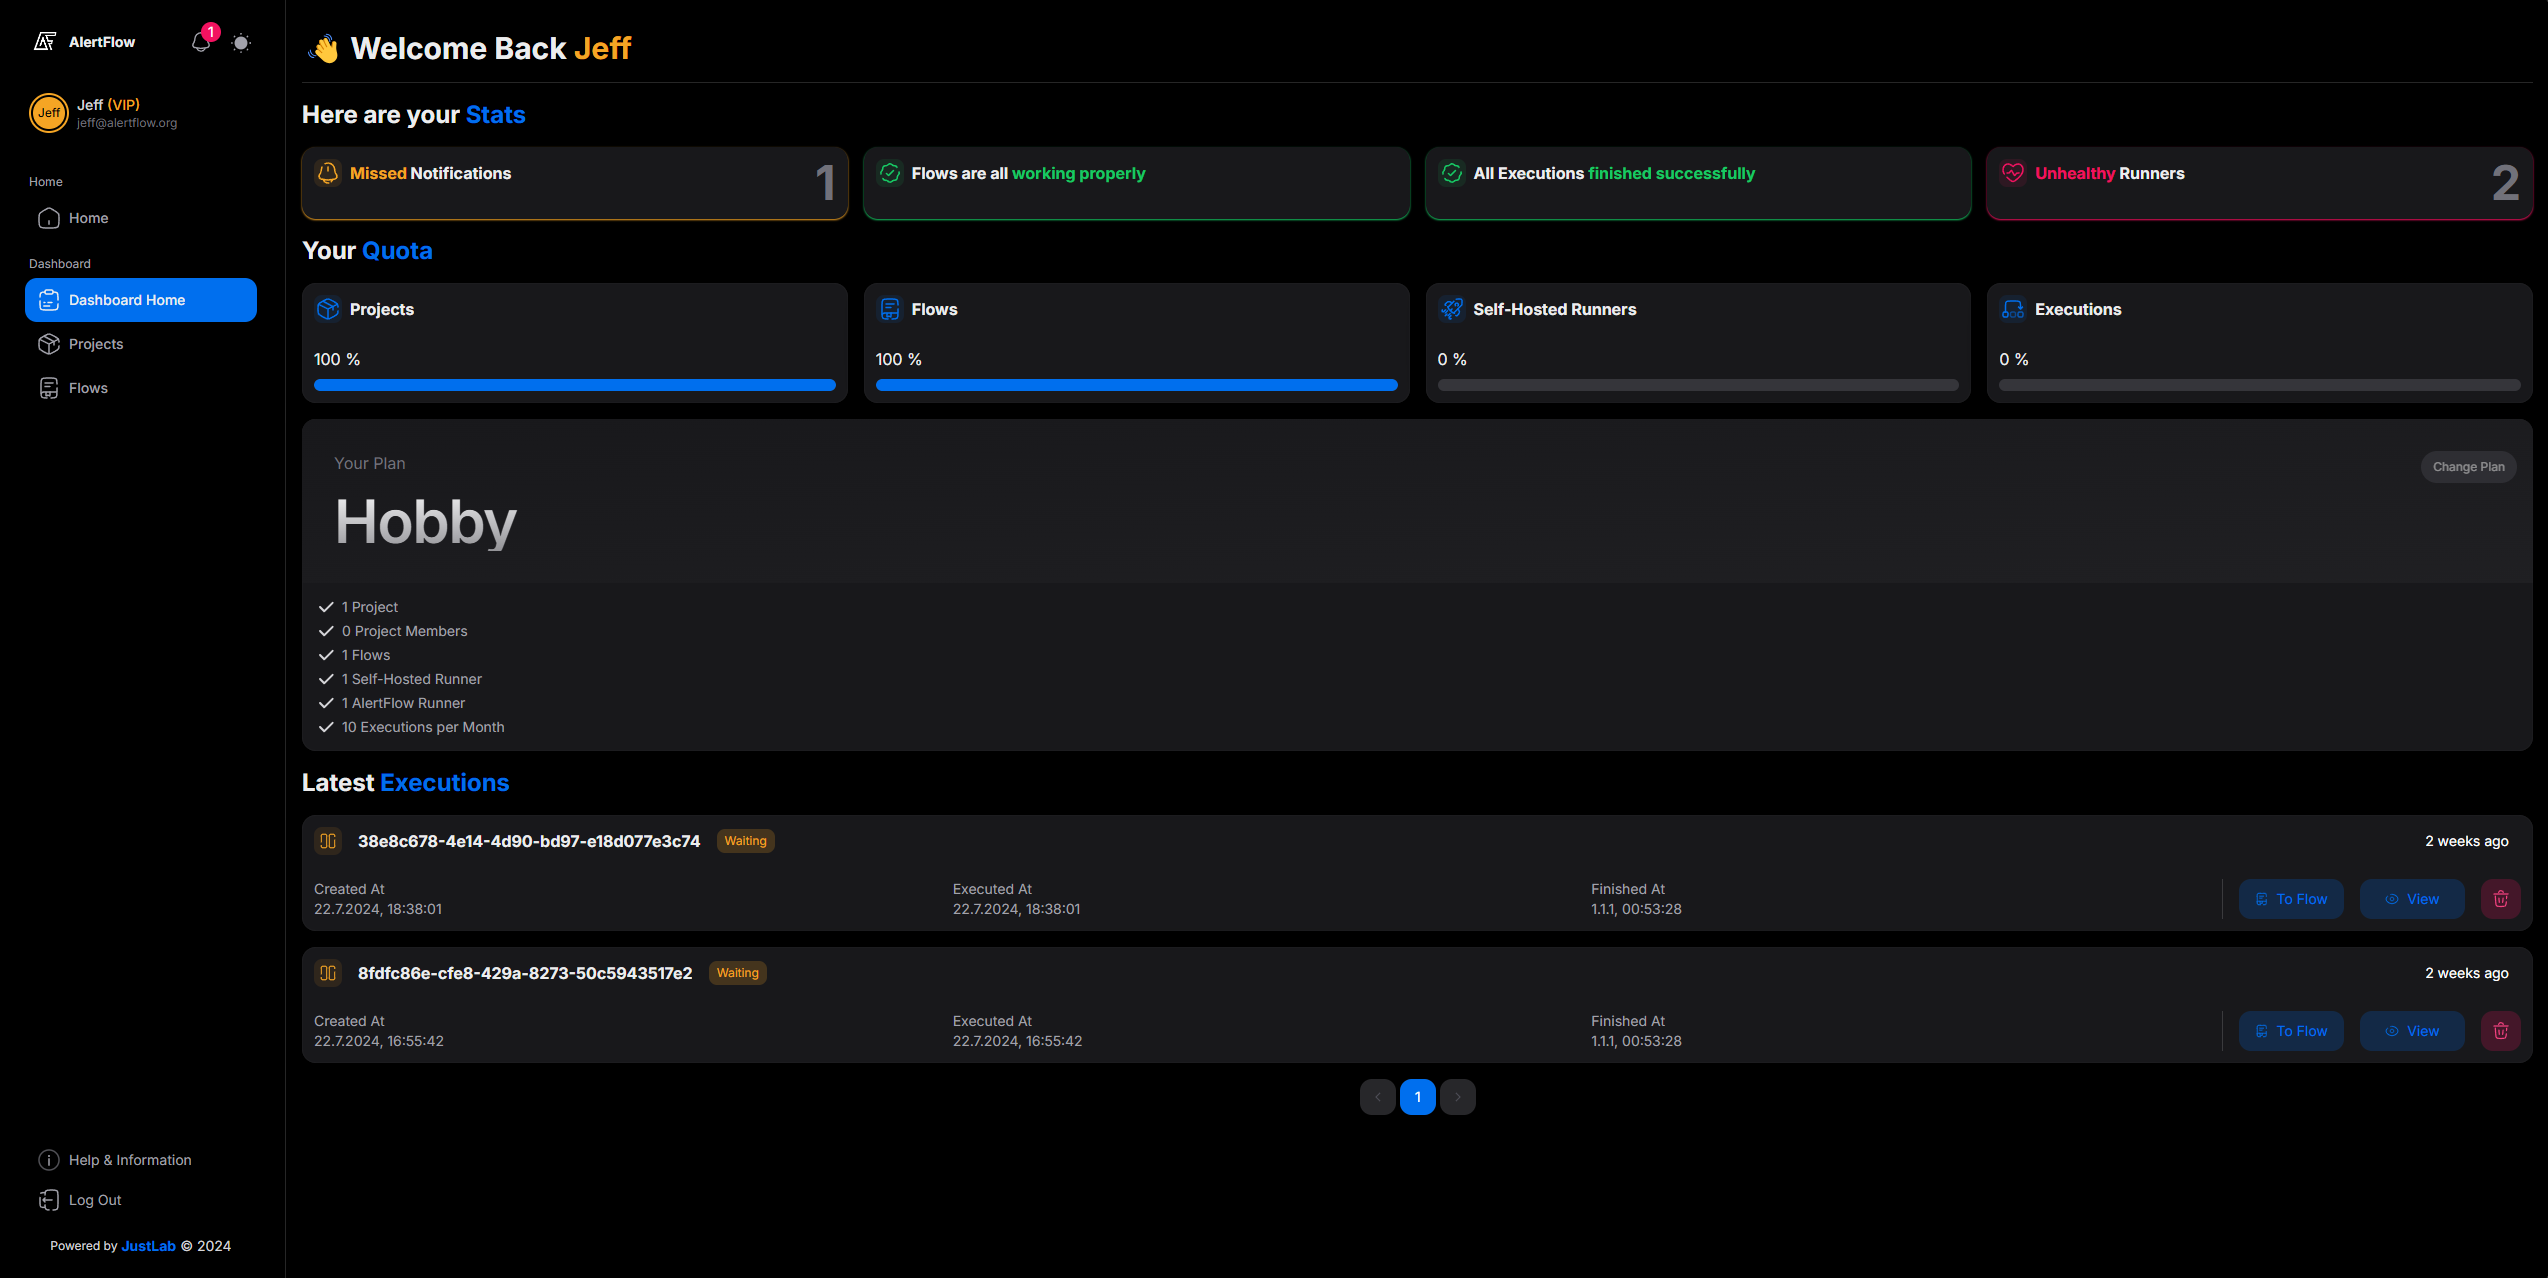 AlertFlow
1
Jeff
Jeff (VIP)
jeff@alertflow.org
Home
Home
Dashboard
Dashboard Home
Projects
Flows
Help & Information
Log Out
Powered by JustLab © 2024
Welcome Back Jeff
Here are your Stats
Missed Notifications
1
Flows are all working properly
All Executions finished successfully
Unhealthy Runners
2
Your Quota
Projects
100 %
Flows
100 %
Self-Hosted Runners
0 %
Executions
0 %
Your Plan
Change Plan
Hobby
1 Project
0 Project Members
1 Flows
1 Self-Hosted Runner
1 AlertFlow Runner
10 Executions per Month
Latest Executions
38e8c678-4e14-4d90-bd97-e18d077e3c74 Waiting
2 weeks ago
Created At
22.7.2024, 18:38:01
Executed At
22.7.2024, 18:38:01
Finished At
1.1.1, 00:53:28
To Flow
View
8fdfc86e-cfe8-429a-8273-50c5943517e2 Waiting
2 weeks ago
Created At
22.7.2024, 16:55:42
Executed At
22.7.2024, 16:55:42
Finished At
1.1.1, 00:53:28
To Flow
View
1